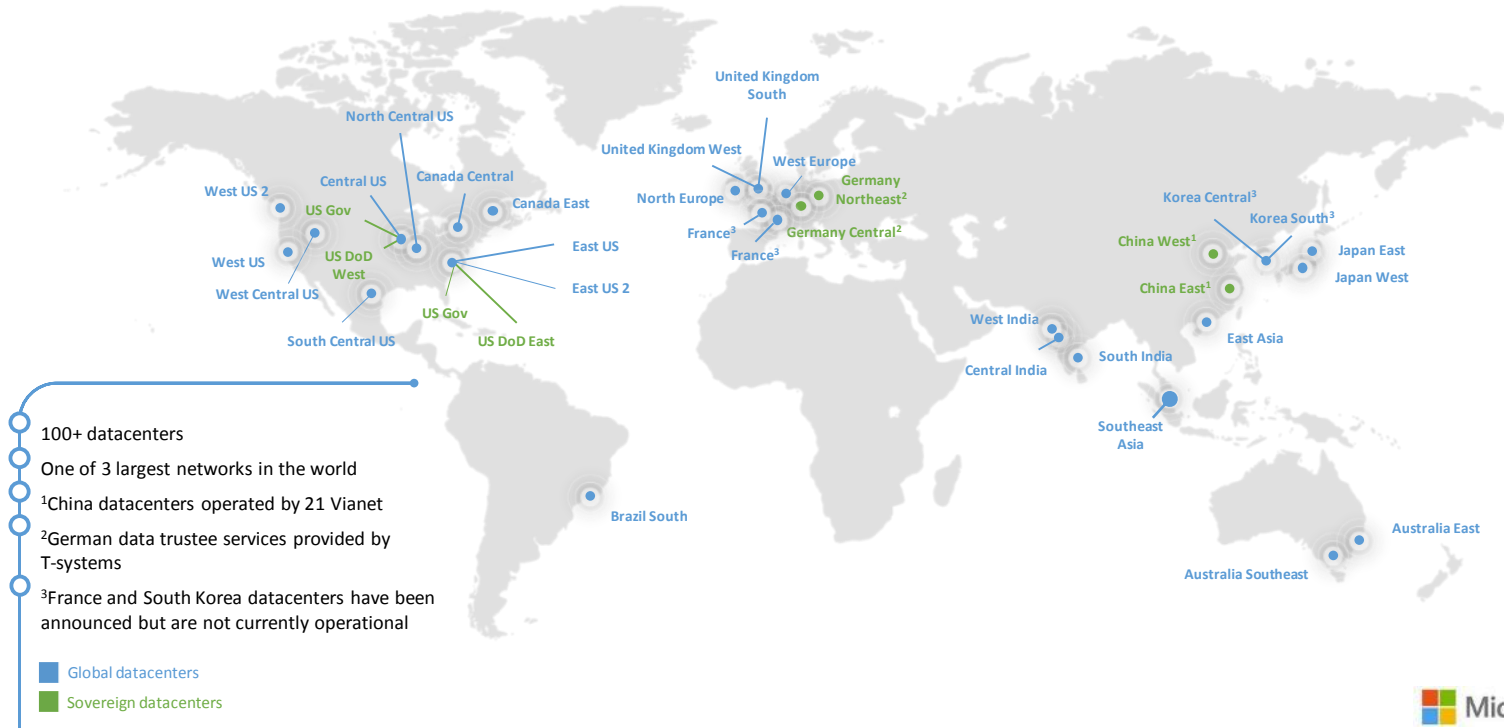 United Kingdom
South
North Central US
United Kingdom West
West Europe
West US 2
Central US
Canada Central
North Europe
Germany
Northeast²
Korea Central³
US Gov
Canada East
Korea South³
France³
Germany Central²
West US
US DoD
West
East US
France³
China West¹
Japan East
West Central US
East US 2
China East¹
Japan West
US Gov
South Central US
US DoD East
West India
East Asia
Central India
South India
Southeast
Asia
Brazil South
Australia East
Australia Southeast
100+ datacenters
One of 3 largest networks in the world
¹China datacenters operated by 21 Vianet
²German data trustee services provided by
T-systems
³France and South Korea datacenters have been
announced but are not currently operational
Global datacenters
Sovereign datacenters
Mic